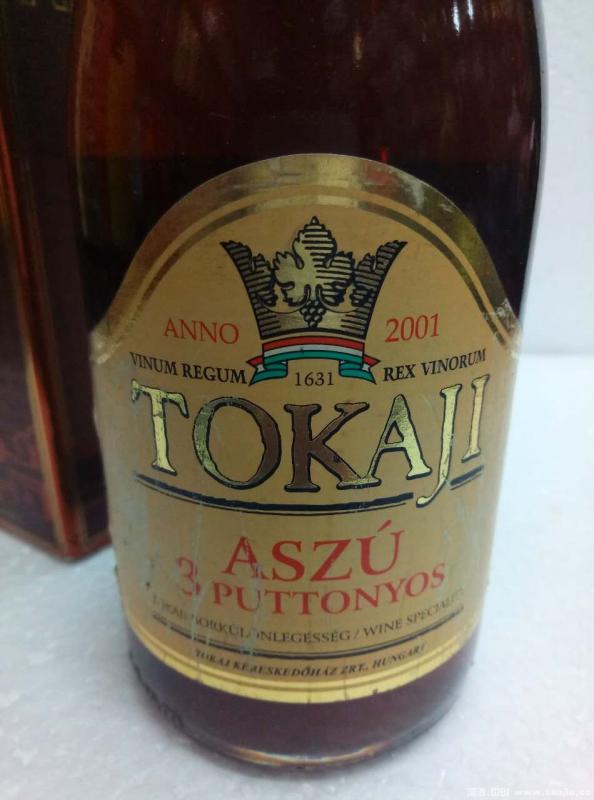 ANNO 2001
VINUM REGUM REX VINORUM
1631
TOKAJI
ASZÚ
3 PUTTONYOS
BORKÜLÖNLEGESSÉG / WINE SPECIALITY
TOKAJ KERESKEDŐHÁZ ZRT., HUNGARY